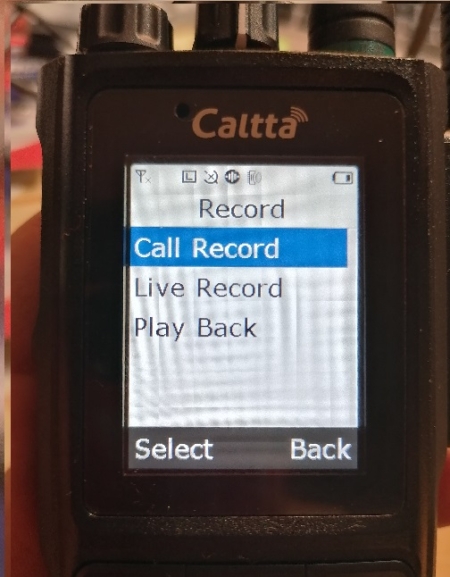 Caltta
L
Record
Call Record
Live Record
Play Back
Select Back